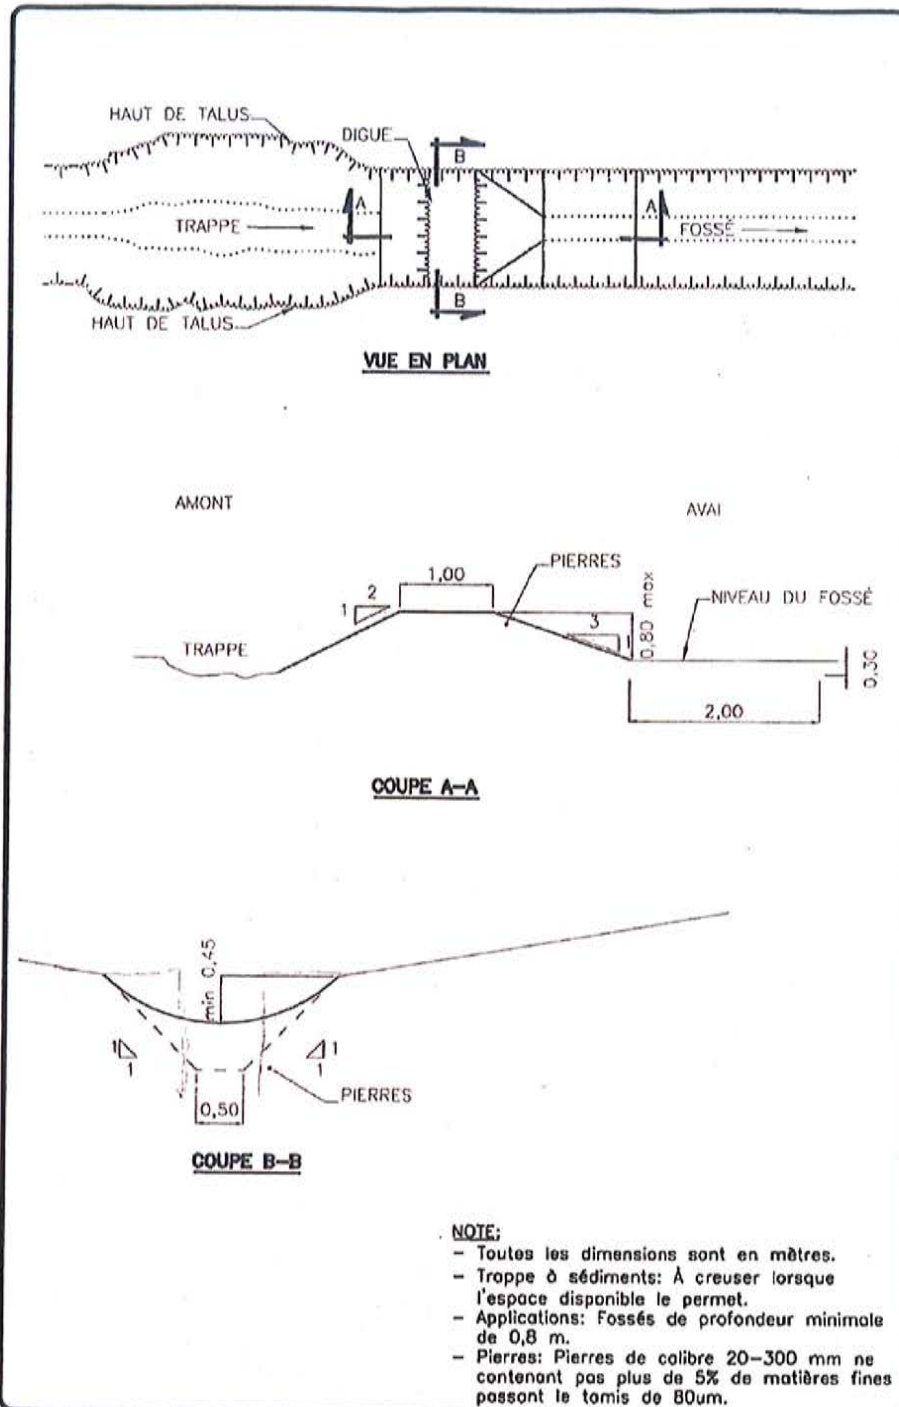 HAUT DE TALUS
DIGUE
B
A
TRAPPE
A
FOSSÉ
B
HAUT DE TALUS
VUE EN PLAN
AMONT
AVAI
PIERRES
1,00
2
1
NIVEAU DU FOSSÉ
0,80 max
3
1
TRAPPE
0,30
2,00
COUPE A-A
min 0,45
1
1
1
1
PIERRES
0,50
COUPE B-B
NOTE:
- Toutes les dimensions sont en mètres.
- Trappe à sédiments: À creuser lorsque
l'espace disponible le permet.
- Applications: Fossés de profondeur minimale
de 0,8 m.
- Pierres: Pierres de calibre 20-300 mm ne
contenant pas plus de 5% de matières fines
passant le tamis de 80um.